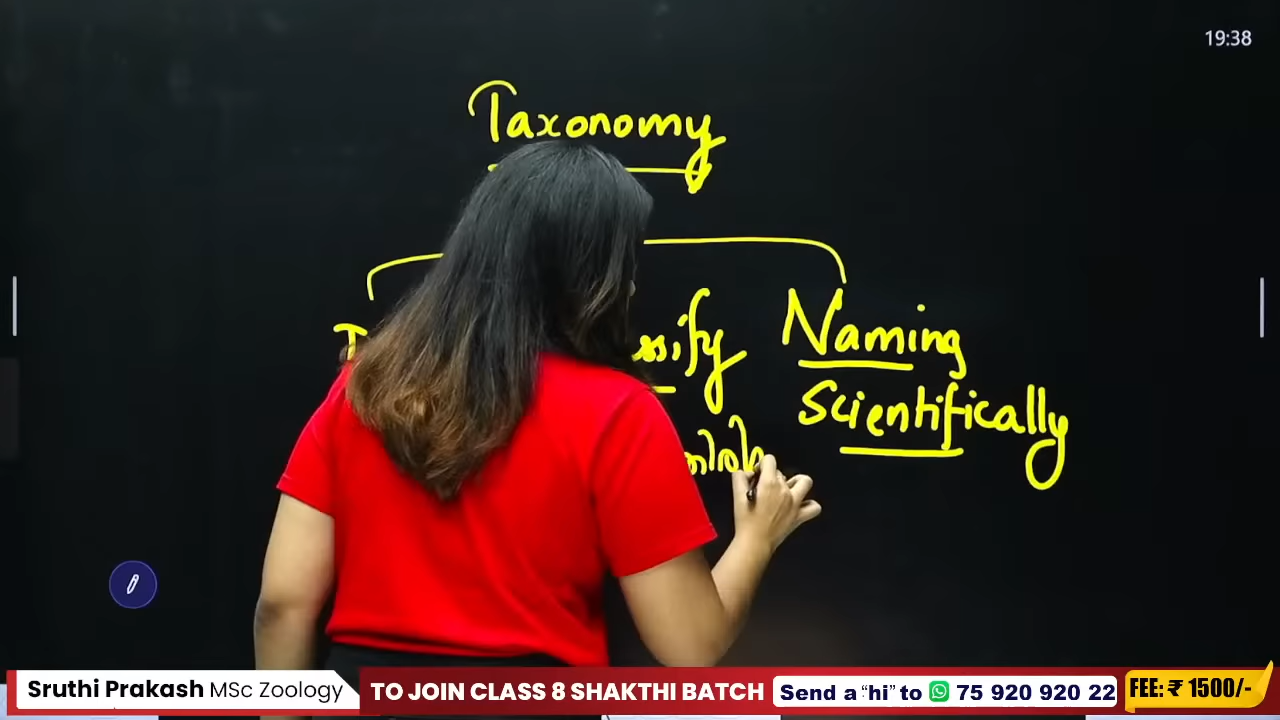 19:38
Taxonomy
Naming
Scientifically
Sruthi Prakash MSc Zoology
TO JOIN CLASS 8 SHAKTHI BATCH
Send a “hi” to 75 920 920 22
FEE: ₹ 1500/-